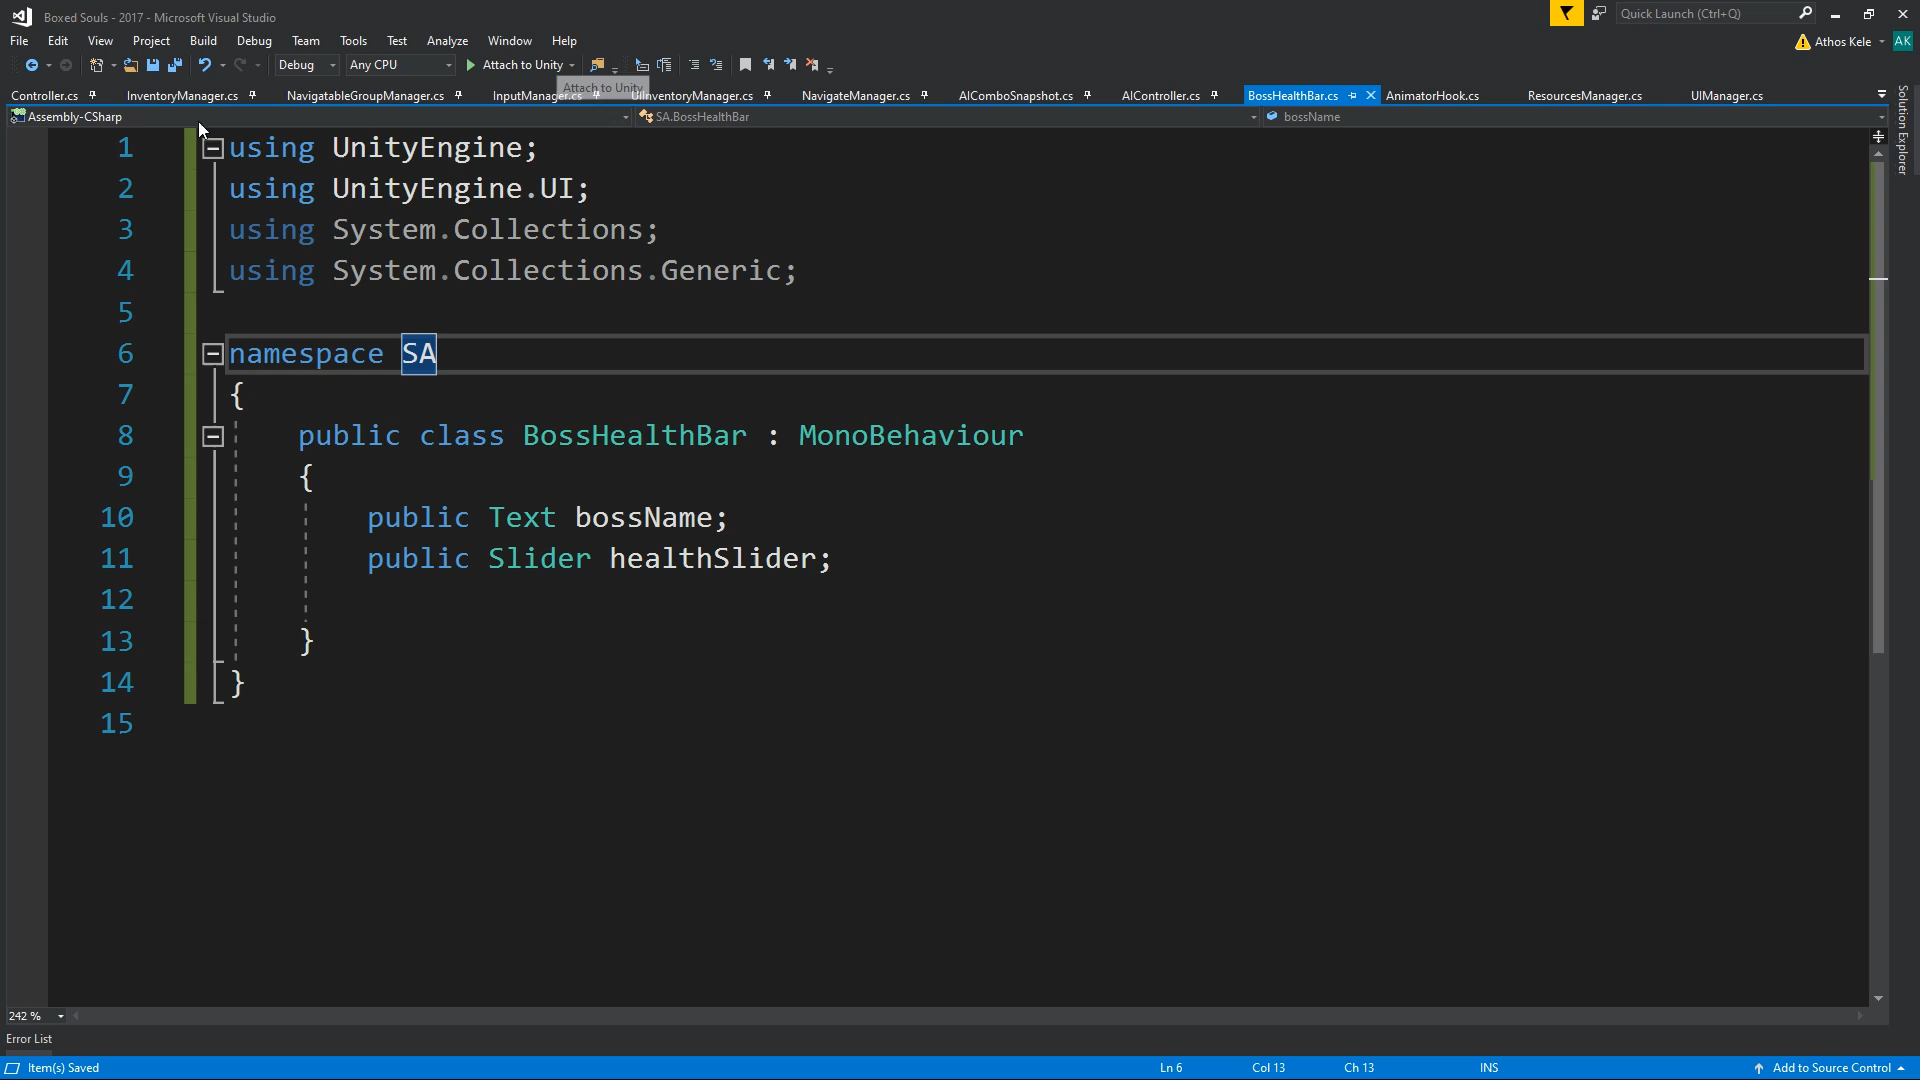 Boxed Souls - 2017 - Microsoft Visual Studio
Quick Launch (Ctrl+Q)
File Edit View Project Build Debug Team Tools Test Analyze Window Help
Athos Kele AK
Debug Any CPU Attach to Unity
Attach to Unity
Controller.cs InventoryManager.cs NavigatableGroupManager.cs InputManager.cs UIInventoryManager.cs NavigateManager.cs AIComboSnapshot.cs AIController.cs BossHealthBar.cs AnimatorHook.cs ResourcesManager.cs UIManager.cs
Solution Explorer
Assembly-CSharp SA.BossHealthBar bossName
1 using UnityEngine;
2 using UnityEngine.UI;
3 using System.Collections;
4 using System.Collections.Generic;
5
6 namespace SA
7 {
8 public class BossHealthBar : MonoBehaviour
9 {
10 public Text bossName;
11 public Slider healthSlider;
12
13 }
14 }
15
242 %
Error List
Item(s) Saved Ln 6 Col 13 Ch 13 INS Add to Source Control